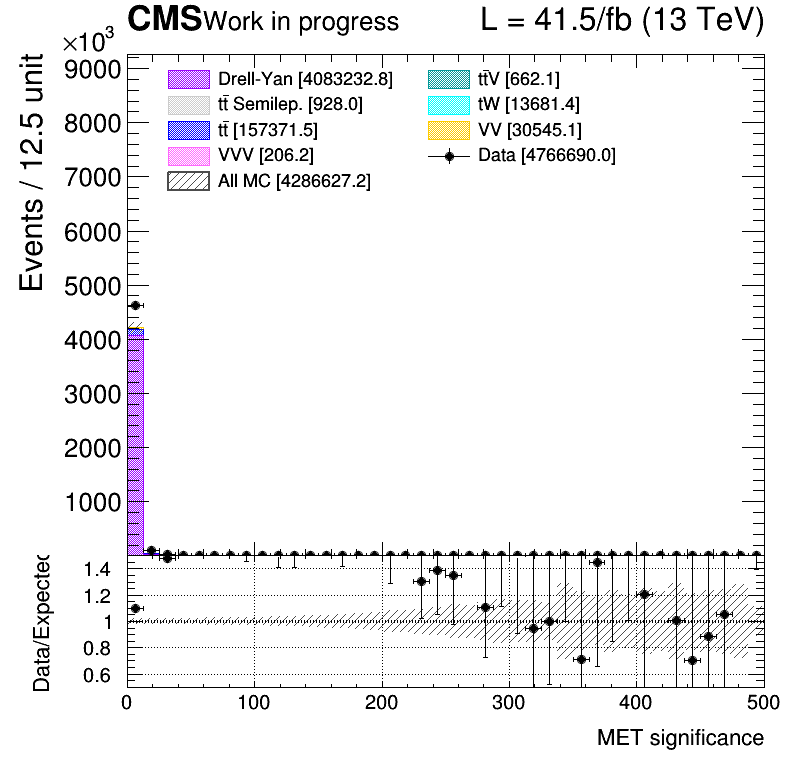 CMS Work in progress L = 41.5/fb (13 TeV)
×10³
Events / 12.5 unit
9000
8000
7000
6000
5000
4000
3000
2000
1000
Drell-Yan [4083232.8]
tt̄ Semilep. [928.0]
tt̄ [157371.5]
VVV [206.2]
All MC [4286627.2]
tt̄V [662.1]
tW [13681.4]
VV [30545.1]
Data [4766690.0]
Data/Expected
1.4
1.2
1
0.8
0.6
0 100 200 300 400 500
MET significance